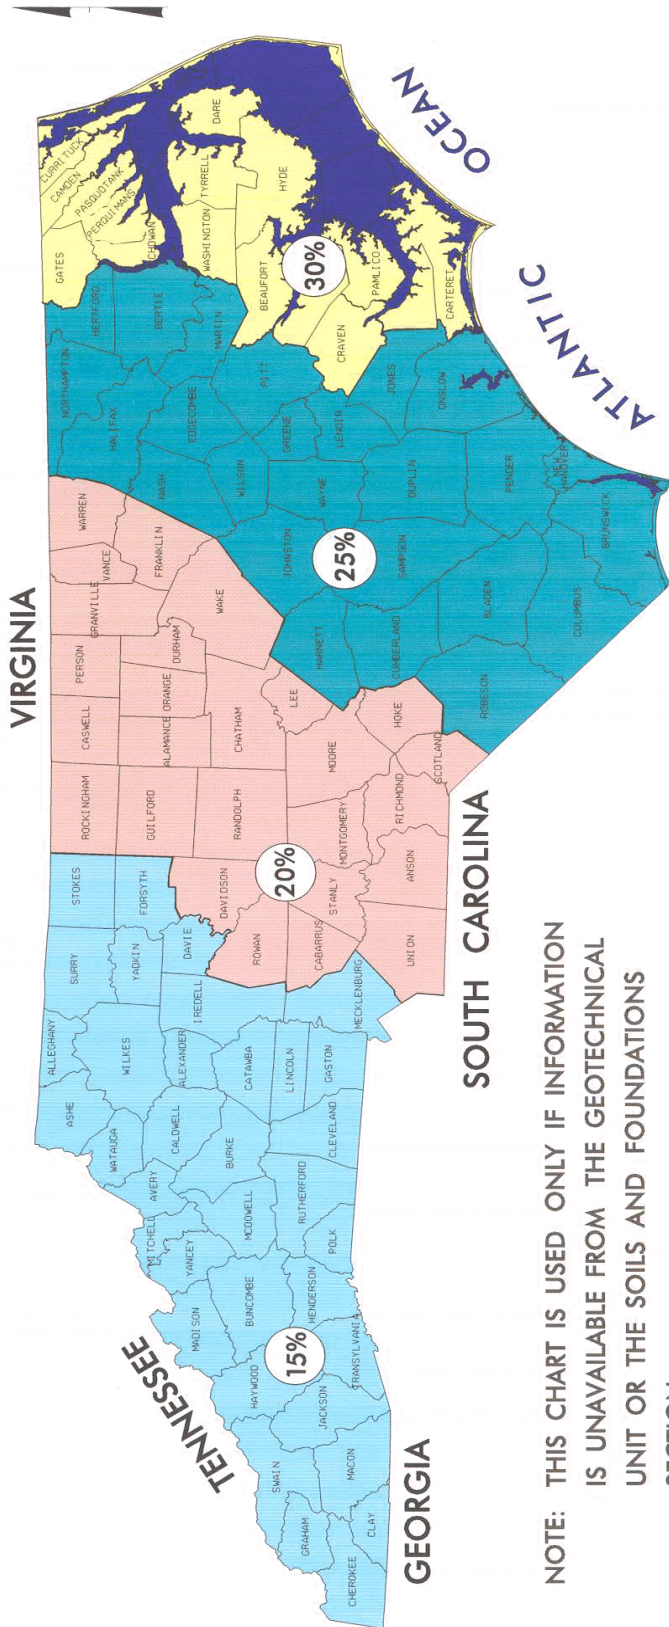 VIRGINIA
TENNESSEE
GEORGIA
SOUTH CAROLINA
ATLANTIC OCEAN
15%
20%
25%
30%
CHEROKEE
GRAHAM
CLAY
SWAIN
MACON
JACKSON
HAYWOOD
TRANSYLVANIA
MADISON
BUNCOMBE
HENDERSON
YANCEY
MITCHELL
AVERY
MCDOWELL
RUTHERFORD
POLK
WATAUGA
ASHE
CALDWELL
BURKE
CLEVELAND
ALLEGHANY
WILKES
ALEXANDER
CATAWBA
LINCOLN
GASTON
SURRY
YADKIN
IREDELL
MECKLENBURG
STOKES
FORSYTH
DAVIE
DAVIDSON
ROWAN
CABARRUS
STANLY
UNION
ANSON
ROCKINGHAM
GUILFORD
RANDOLPH
MONTGOMERY
RICHMOND
CASWELL
ALAMANCE
ORANGE
CHATHAM
MOORE
SCOTLAND
HOKE
LEE
PERSON
DURHAM
GRANVILLE
VANCE
WARREN
FRANKLIN
WAKE
HARNETT
CUMBERLAND
ROBESON
JOHNSTON
SAMPSON
BLADEN
COLUMBUS
BRUNSWICK
NEW HANOVER
PENDER
DUPLIN
WAYNE
WILSON
NASH
HALIFAX
NORTHAMPTON
EDGECOMBE
GREENE
LENOIR
JONES
ONSLOW
PITT
MARTIN
BERTIE
HERTFORD
GATES
CHOWAN
PERQUIMANS
PASQUOTANK
CAMDEN
CURRITUCK
WASHINGTON
TYRRELL
DARE
HYDE
BEAUFORT
CRAVEN
PAMLICO
CARTERET
NOTE: THIS CHART IS USED ONLY IF INFORMATION
IS UNAVAILABLE FROM THE GEOTECHNICAL
UNIT OR THE SOILS AND FOUNDATIONS